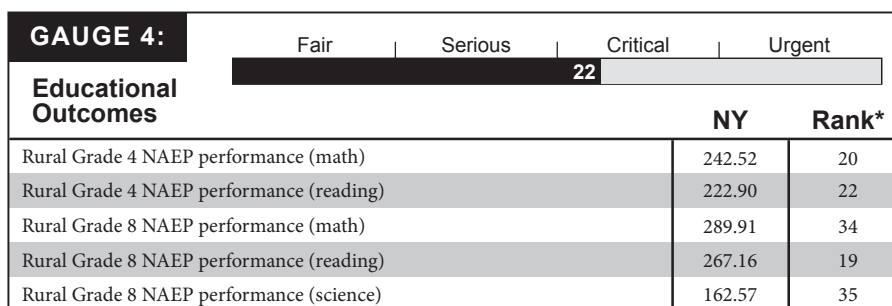 GAUGE 4:
Fair Serious Critical Urgent
22
Educational
Outcomes
NY Rank*
Rural Grade 4 NAEP performance (math) 242.52 20
Rural Grade 4 NAEP performance (reading) 222.90 22
Rural Grade 8 NAEP performance (math) 289.91 34
Rural Grade 8 NAEP performance (reading) 267.16 19
Rural Grade 8 NAEP performance (science) 162.57 35